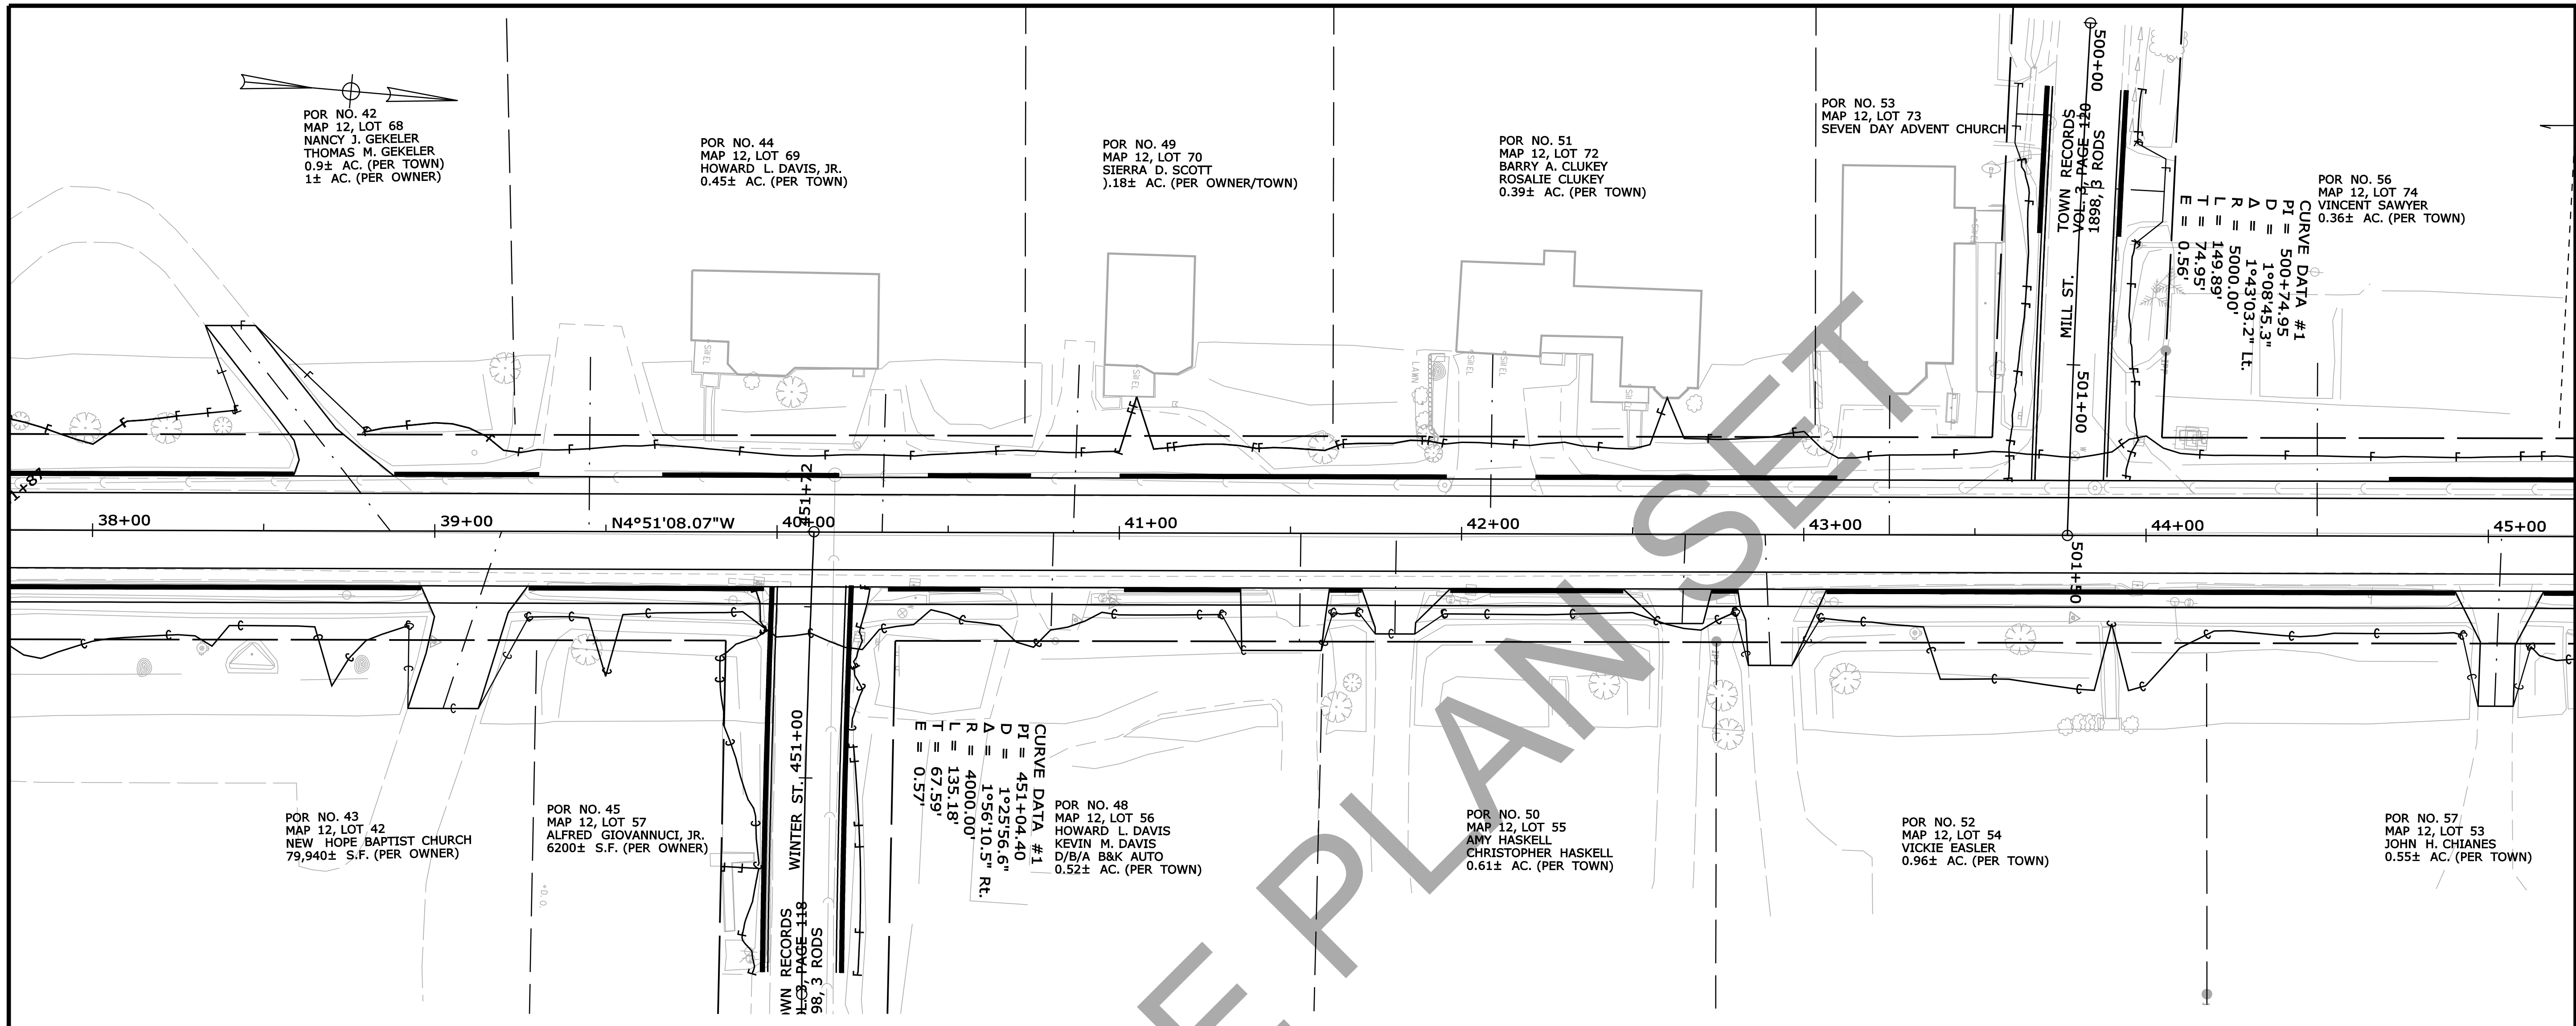 POR NO. 42
MAP 12, LOT 68
NANCY J. GEKELER
THOMAS M. GEKELER
0.9± AC. (PER TOWN)
1± AC. (PER OWNER)
POR NO. 44
MAP 12, LOT 69
HOWARD L. DAVIS, JR.
0.45± AC. (PER TOWN)
POR NO. 49
MAP 12, LOT 70
SIERRA D. SCOTT
).18± AC. (PER OWNER/TOWN)
POR NO. 51
MAP 12, LOT 72
BARRY A. CLUKEY
ROSALIE CLUKEY
0.39± AC. (PER TOWN)
POR NO. 53
MAP 12, LOT 73
SEVEN DAY ADVENT CHURCH
500+00
TOWN RECORDS
VOL. 3, PAGE 120
1898, 3 RODS
MILL ST.
501+00
501+50
CURVE DATA #1
PI = 500+74.95
D = 1°08'45.3"
Δ = 1°43'03.2" Lt.
R = 5000.00'
L = 149.89'
T = 74.95'
E = 0.56'
POR NO. 56
MAP 12, LOT 74
VINCENT SAWYER
0.36± AC. (PER TOWN)
LAWN
1+87
38+00
39+00
N4°51'08.07"W
40+00
451+72
41+00
42+00
43+00
44+00
45+00
WINTER ST.
451+00
OWN RECORDS
OL. 3, PAGE 118
98, 3 RODS
CURVE DATA #1
PI = 451+04.40
D = 1°25'56.6"
Δ = 1°56'10.5" Rt.
R = 4000.00'
L = 135.18'
T = 67.59'
E = 0.57'
POR NO. 43
MAP 12, LOT 42
NEW HOPE BAPTIST CHURCH
79,940± S.F. (PER OWNER)
POR NO. 45
MAP 12, LOT 57
ALFRED GIOVANNUCI, JR.
6200± S.F. (PER OWNER)
POR NO. 48
MAP 12, LOT 56
HOWARD L. DAVIS
KEVIN M. DAVIS
D/B/A B&K AUTO
0.52± AC. (PER TOWN)
POR NO. 50
MAP 12, LOT 55
AMY HASKELL
CHRISTOPHER HASKELL
0.61± AC. (PER TOWN)
POR NO. 52
MAP 12, LOT 54
VICKIE EASLER
0.96± AC. (PER TOWN)
POR NO. 57
MAP 12, LOT 53
JOHN H. CHIANES
0.55± AC. (PER TOWN)
E PLAN SET